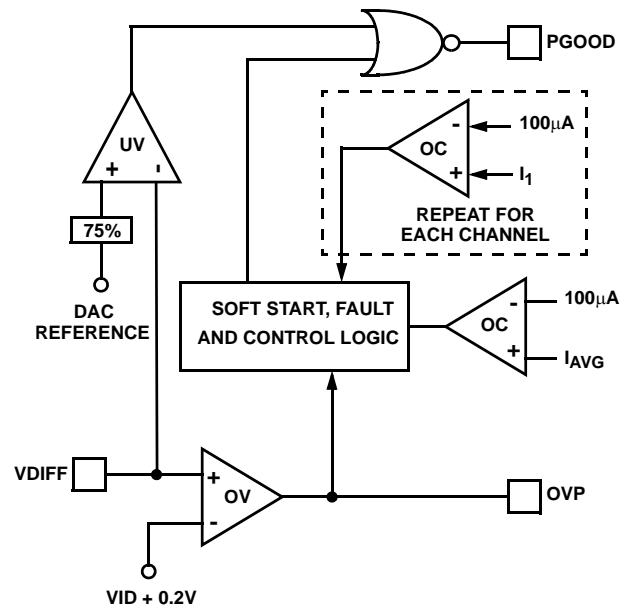 PGOOD
UV
+ -
75%
DAC
REFERENCE
-
OC
+
100μA
I1
REPEAT FOR
EACH CHANNEL
SOFT START, FAULT
AND CONTROL LOGIC
-
OC
+
100μA
IAVG
VDIFF
+
OV
-
OVP
VID + 0.2V